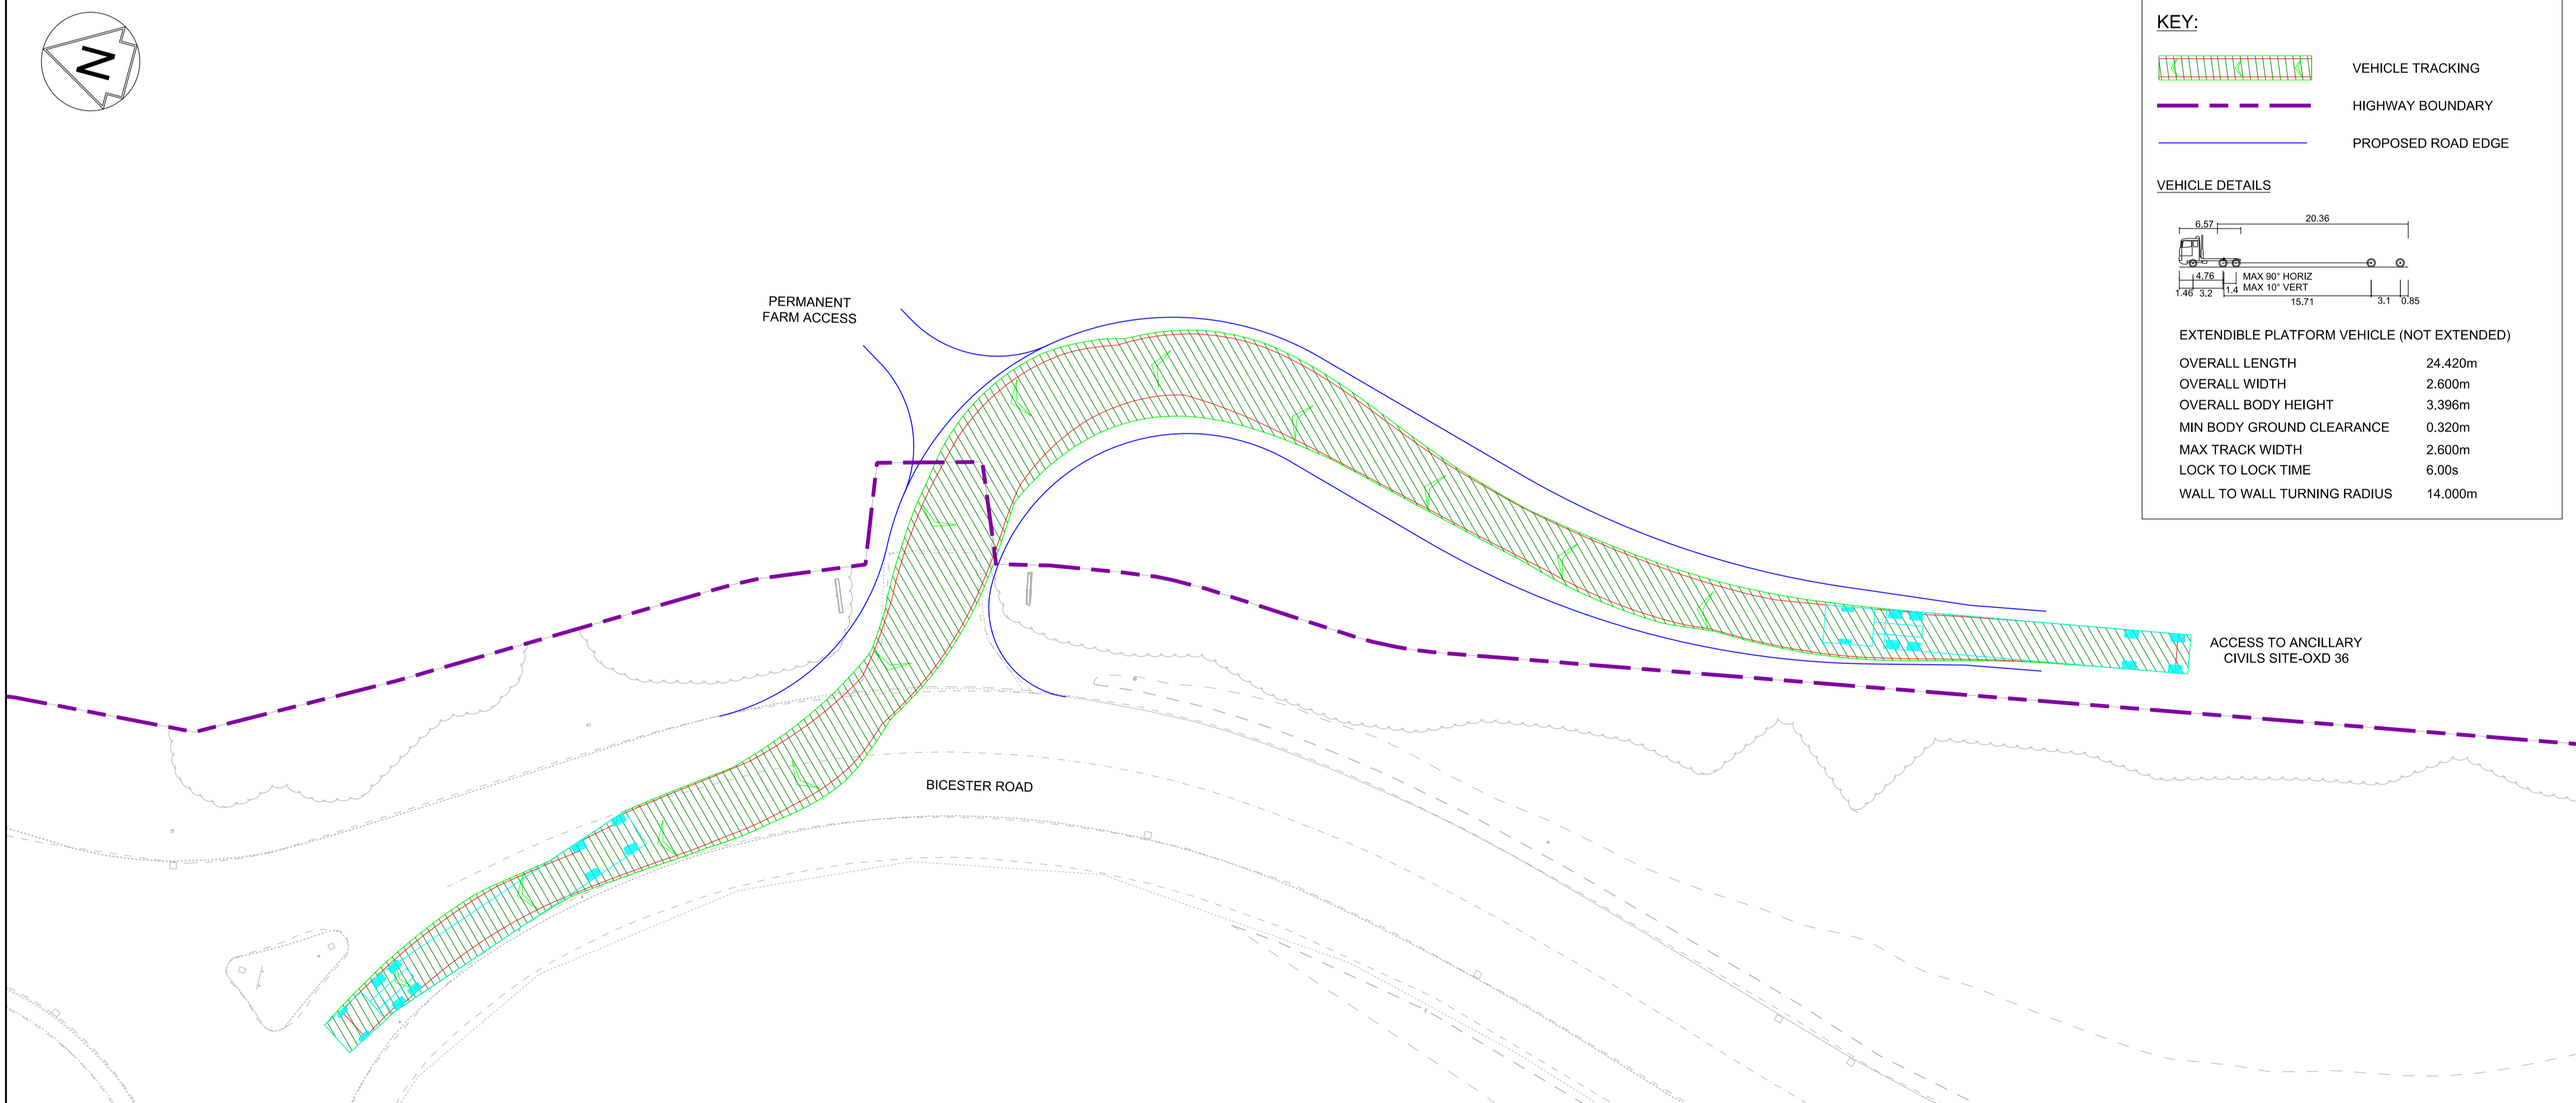 N
KEY:
VEHICLE TRACKING
HIGHWAY BOUNDARY
PROPOSED ROAD EDGE
VEHICLE DETAILS
20.36
6.57
4.76
MAX 90° HORIZ
1.46
3.2
1.4
MAX 10° VERT
15.71
3.1
0.85
EXTENDIBLE PLATFORM VEHICLE (NOT EXTENDED)
OVERALL LENGTH 24.420m
OVERALL WIDTH 2.600m
OVERALL BODY HEIGHT 3.396m
MIN BODY GROUND CLEARANCE 0.320m
MAX TRACK WIDTH 2.600m
LOCK TO LOCK TIME 6.00s
WALL TO WALL TURNING RADIUS 14.000m
PERMANENT
FARM ACCESS
ACCESS TO ANCILLARY
CIVILS SITE-OXD 36
BICESTER ROAD